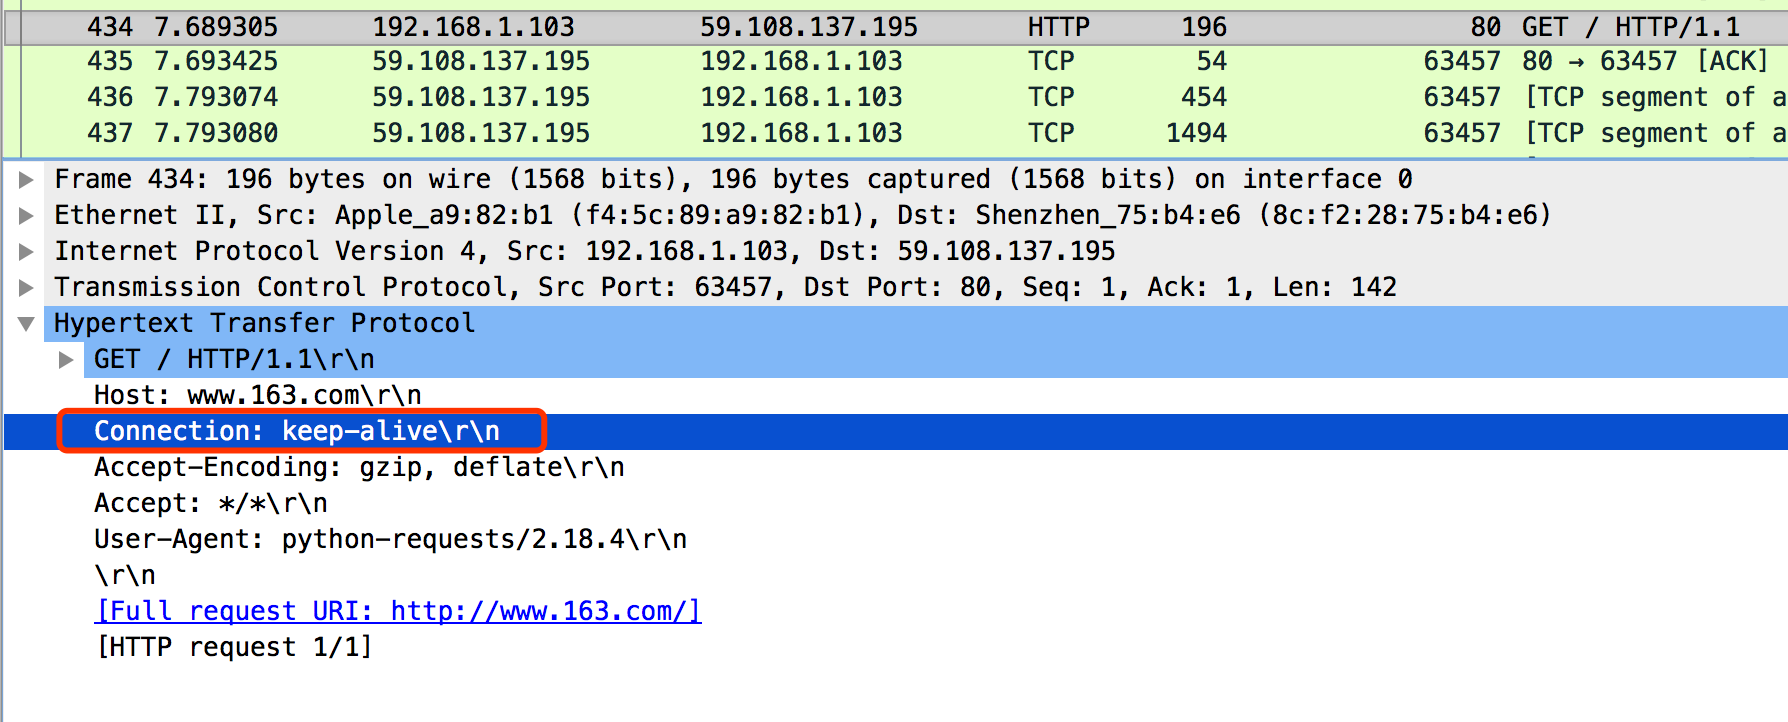 434 7.689305 192.168.1.103 59.108.137.195 HTTP 196 80 GET / HTTP/1.1
435 7.693425 59.108.137.195 192.168.1.103 TCP 54 63457 80 → 63457 [ACK]
436 7.793074 59.108.137.195 192.168.1.103 TCP 454 63457 [TCP segment of a
437 7.793080 59.108.137.195 192.168.1.103 TCP 1494 63457 [TCP segment of a
Frame 434: 196 bytes on wire (1568 bits), 196 bytes captured (1568 bits) on interface 0
Ethernet II, Src: Apple_a9:82:b1 (f4:5c:89:a9:82:b1), Dst: Shenzhen_75:b4:e6 (8c:f2:28:75:b4:e6)
Internet Protocol Version 4, Src: 192.168.1.103, Dst: 59.108.137.195
Transmission Control Protocol, Src Port: 63457, Dst Port: 80, Seq: 1, Ack: 1, Len: 142
Hypertext Transfer Protocol
GET / HTTP/1.1\r\n
Host: www.163.com\r\n
Connection: keep-alive\r\n
Accept-Encoding: gzip, deflate\r\n
Accept: */*\r\n
User-Agent: python-requests/2.18.4\r\n
\r\n
[Full request URI: http://www.163.com/]
[HTTP request 1/1]